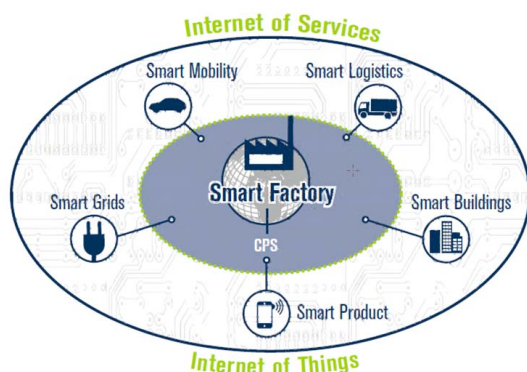 Internet of Services
Smart Mobility
Smart Logistics
Smart Factory
Smart Grids
Smart Buildings
CPS
Smart Product
Internet of Things